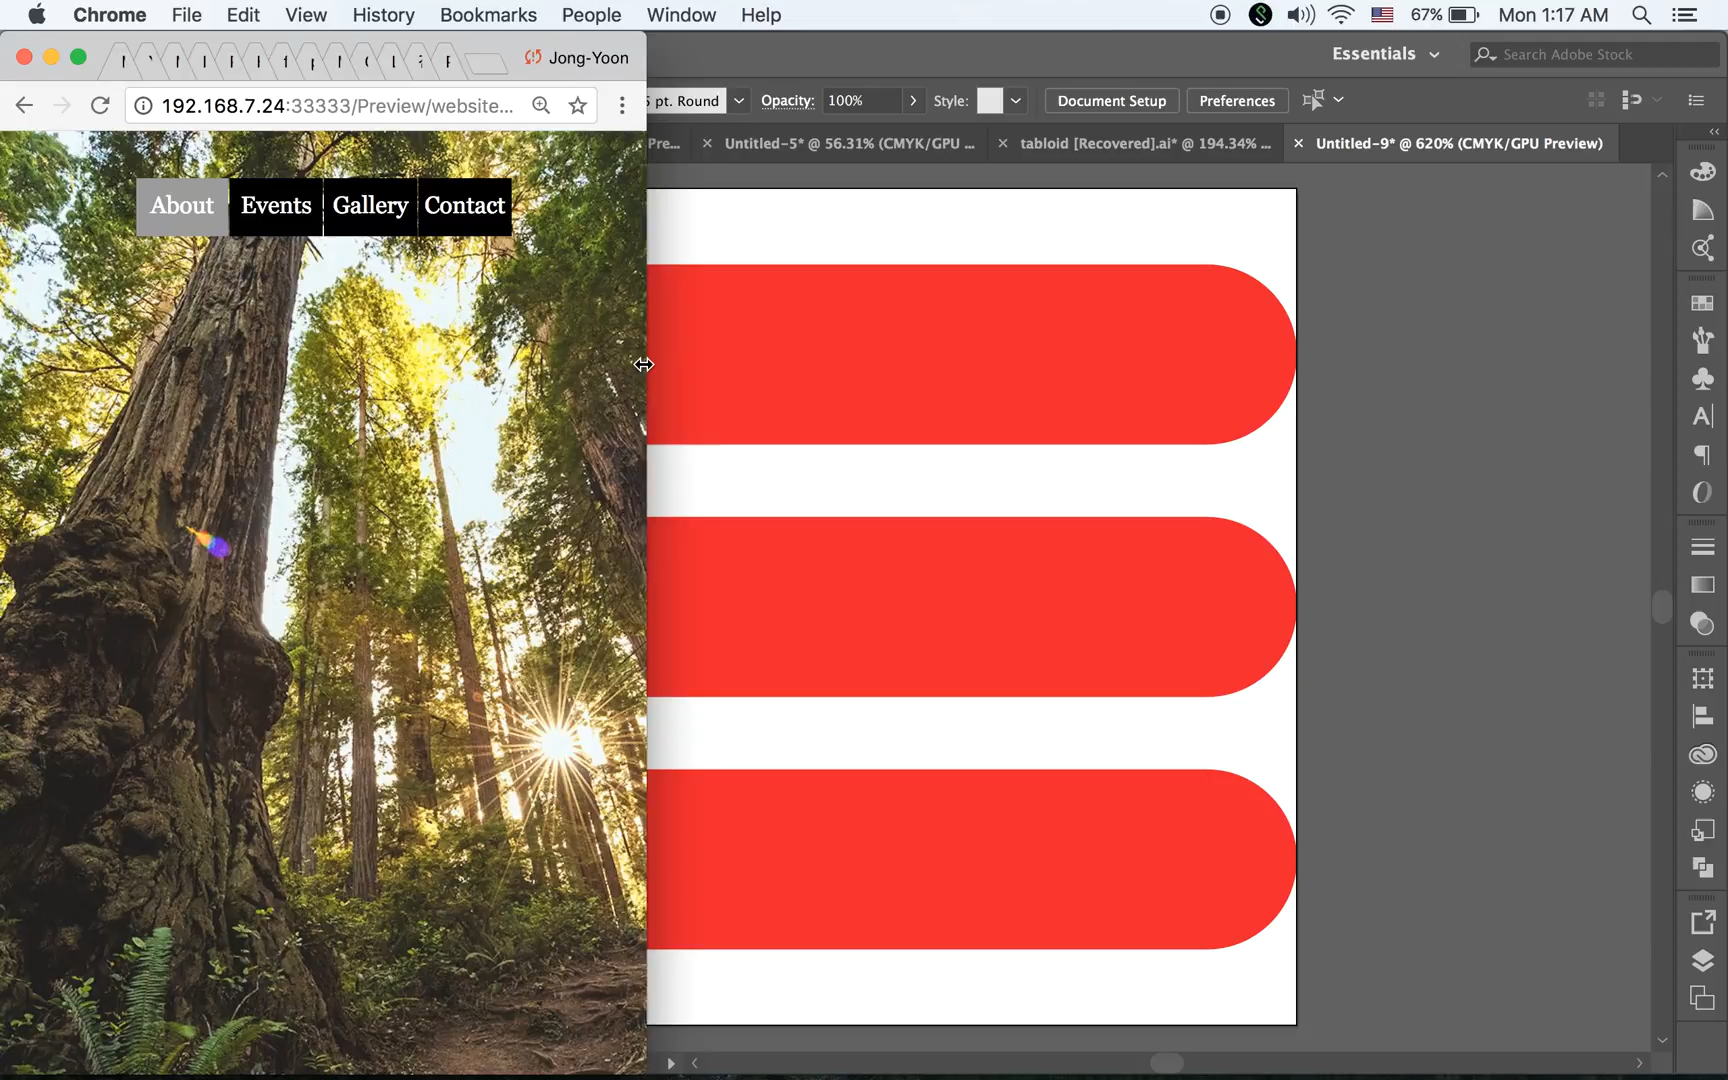 Chrome File Edit View History Bookmarks People Window Help 67% Mon 1:17 AM
Jong-Yoon
192.168.7.24:33333/Preview/website...
About Events Gallery Contact
Essentials Search Adobe Stock
5 pt. Round Opacity: 100% Style: Document Setup Preferences
Pre... × Untitled-5* @ 56.31% (CMYK/GPU ... × tabloid [Recovered].ai* @ 194.34% ... × Untitled-9* @ 620% (CMYK/GPU Preview)